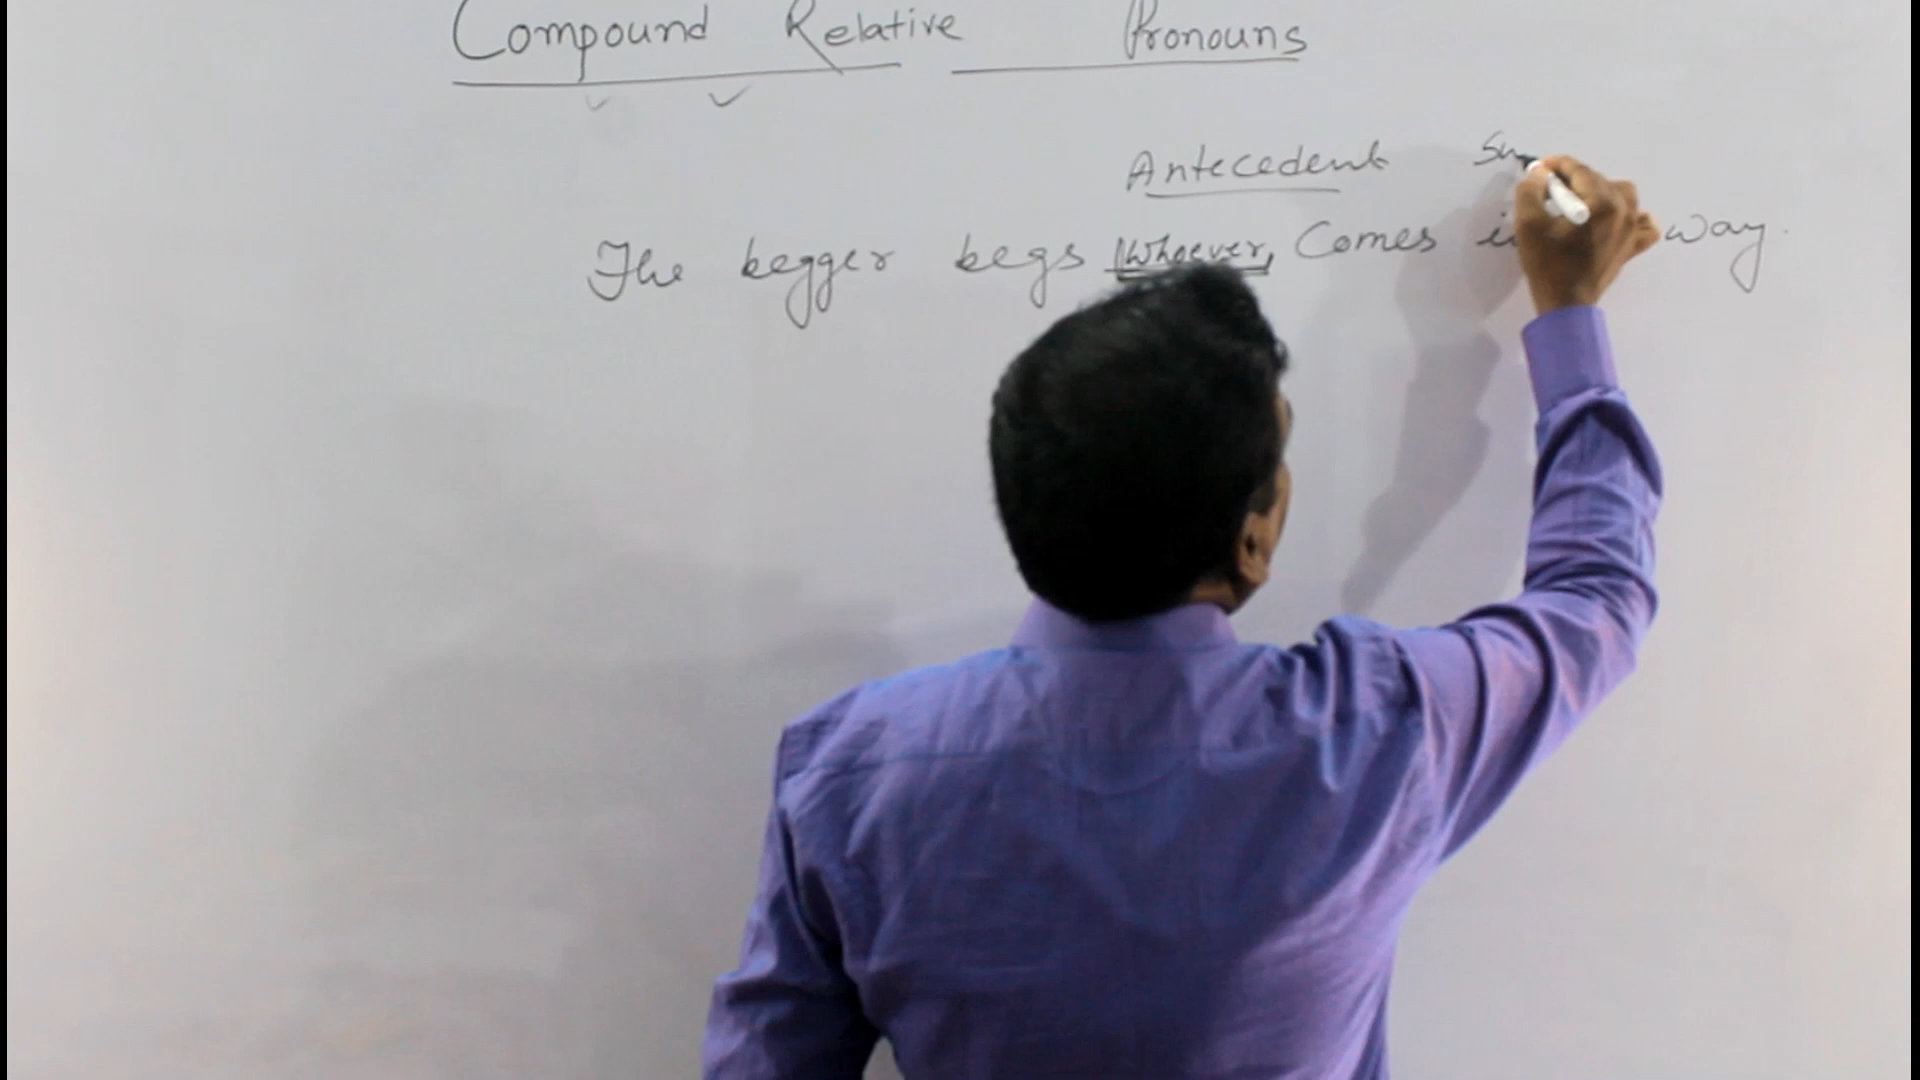 Compound Relative Pronouns
Antecedent
The begger begs Whoever, Comes way.